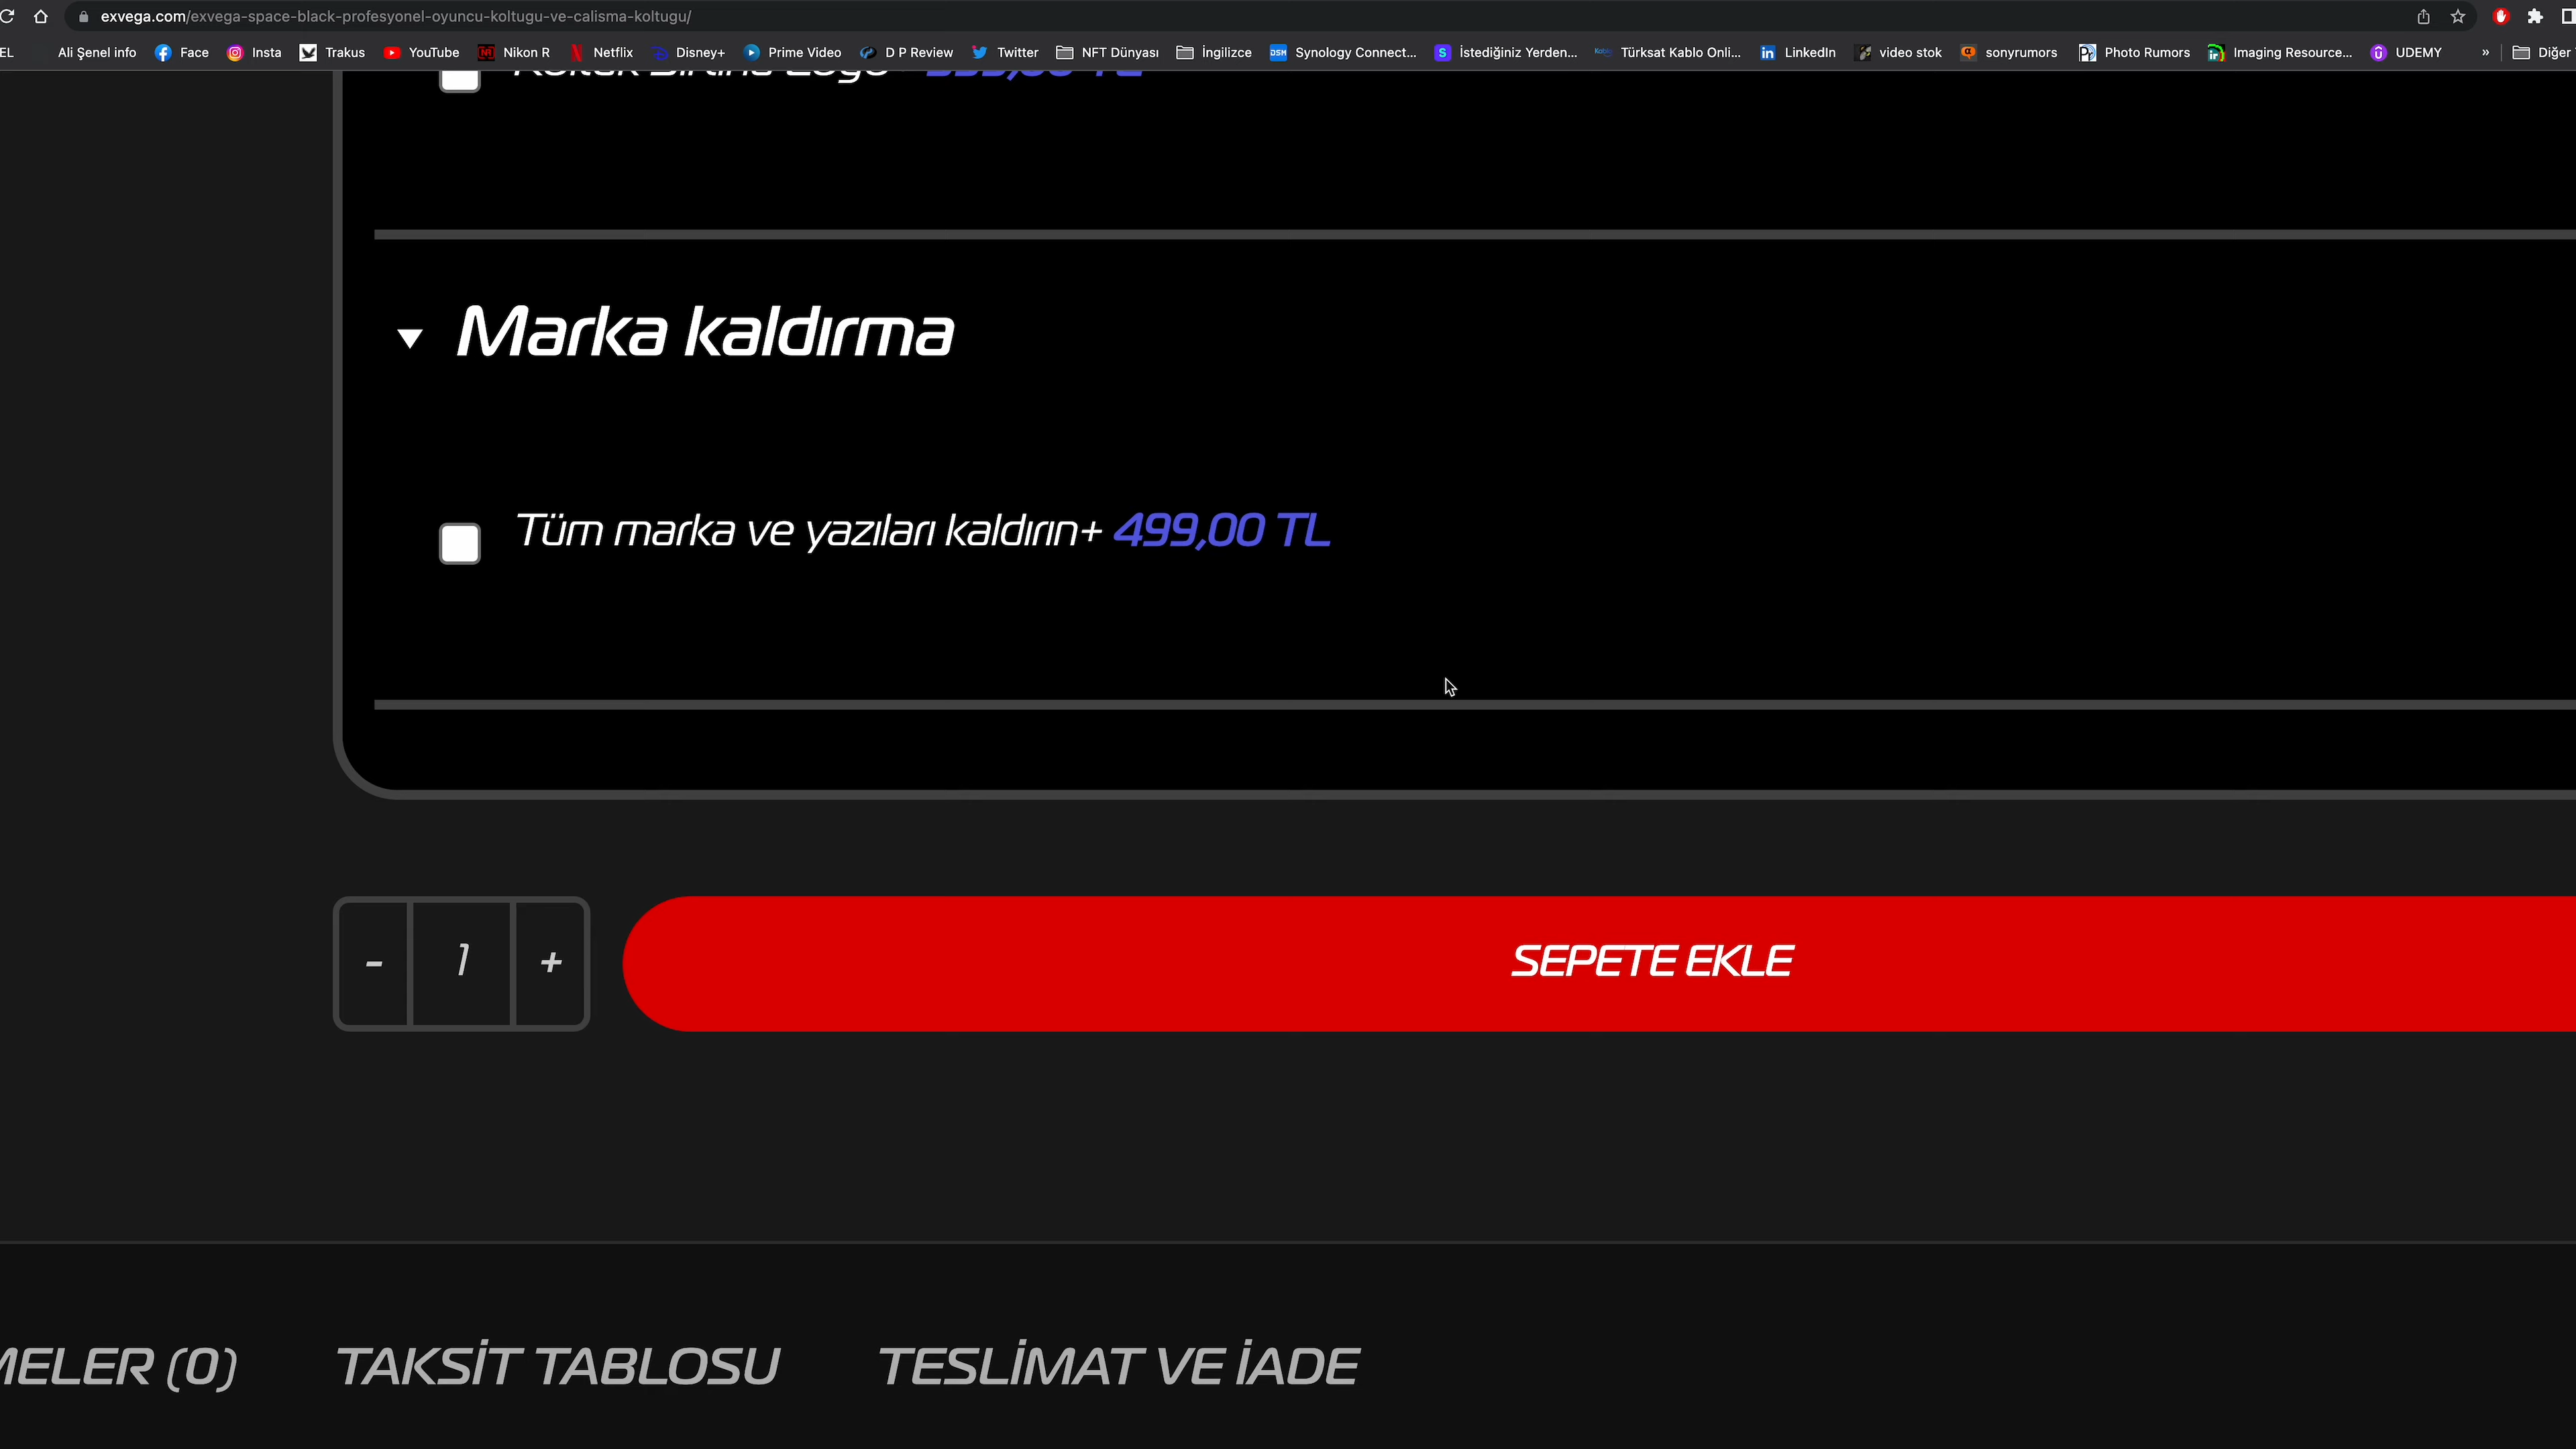 exvega.com/exvega-space-black-profesyonel-oyuncu-koltugu-ve-calisma-koltugu/
EL Ali Şenel info Face Insta Trakus YouTube Nikon R Netflix Disney+ Prime Video D P Review Twitter NFT Dünyası İngilizce DSM Synology Connect... S İstediğiniz Yerden... Türksat Kablo Onli... in LinkedIn video stok α sonyrumors Photo Rumors Imaging Resource... UDEMY » Diğer
Marka kaldırma
Tüm marka ve yazıları kaldırın+ 499,00 TL
- 1 + SEPETE EKLE
MELER (0) TAKSİT TABLOSU TESLİMAT VE İADE